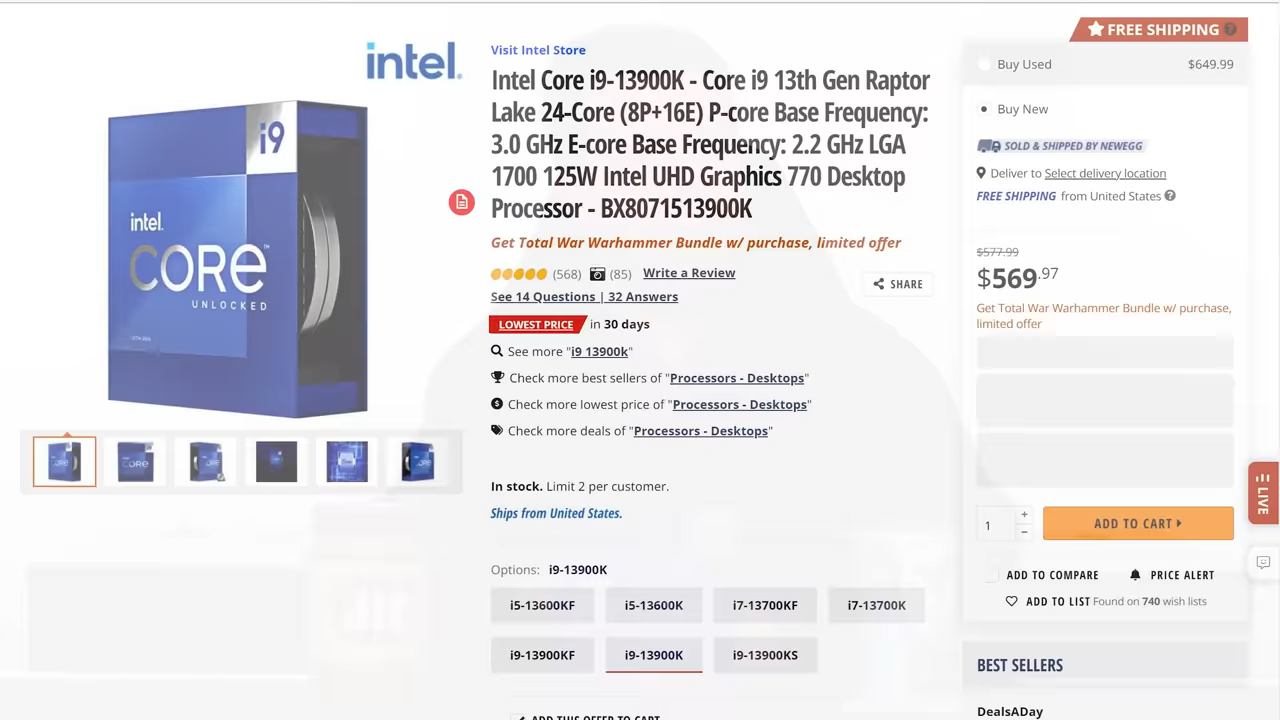 FREE SHIPPING
intel.
Visit Intel Store
Intel Core i9-13900K - Core i9 13th Gen Raptor
Lake 24-Core (8P+16E) P-core Base Frequency:
3.0 GHz E-core Base Frequency: 2.2 GHz LGA
1700 125W Intel UHD Graphics 770 Desktop
Processor - BX8071513900K
Get Total War Warhammer Bundle w/ purchase, limited offer
(568) (85) Write a Review
SHARE
See 14 Questions | 32 Answers
LOWEST PRICE in 30 days
See more "i9 13900k"
Check more best sellers of "Processors - Desktops"
Check more lowest price of "Processors - Desktops"
Check more deals of "Processors - Desktops"
In stock. Limit 2 per customer.
Ships from United States.
Options: i9-13900K
i5-13600KF i5-13600K i7-13700KF i7-13700K
i9-13900KF i9-13900K i9-13900KS
ADD THIS OFFER TO CART
i9
intel.
CORE
UNLOCKED
Buy Used $649.99
Buy New
SOLD & SHIPPED BY NEWEGG
Deliver to Select delivery location
FREE SHIPPING from United States
$577.99
$569.97
Get Total War Warhammer Bundle w/ purchase,
limited offer
1 + − ADD TO CART
ADD TO COMPARE PRICE ALERT
ADD TO LIST Found on 740 wish lists
LIVE
BEST SELLERS
DealsADay